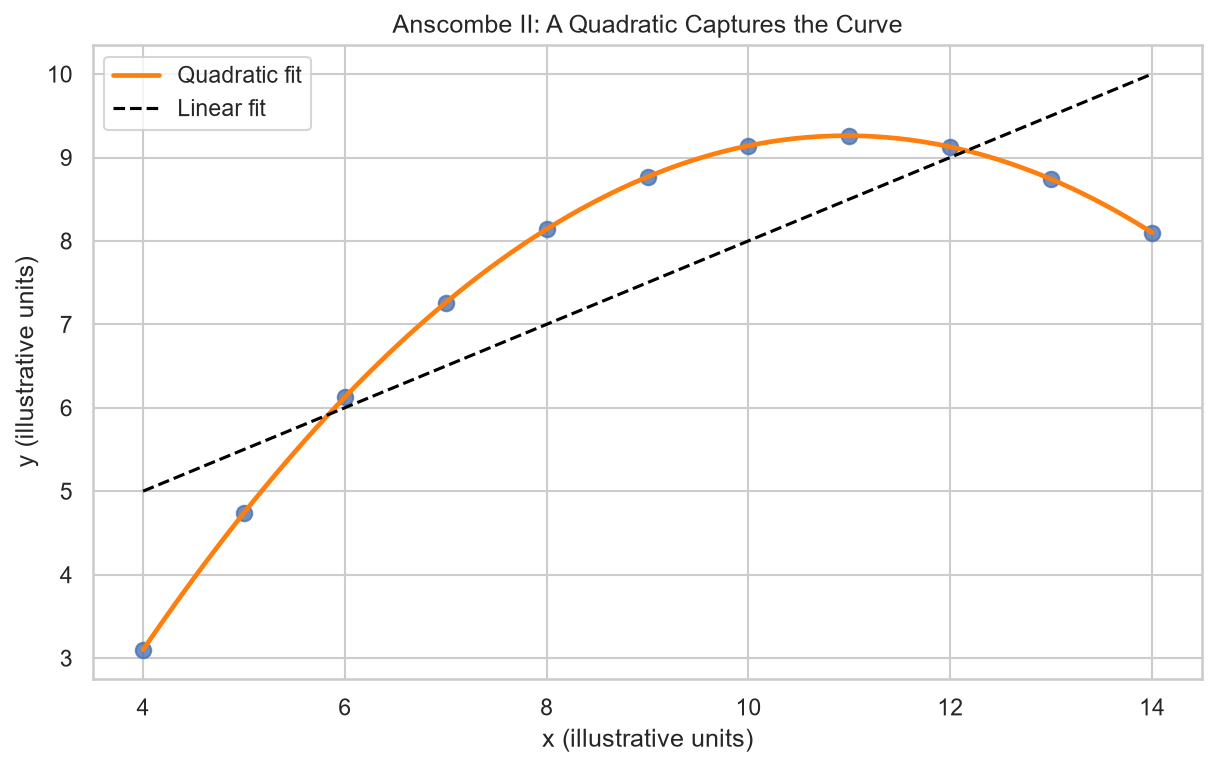 Anscombe II: A Quadratic Captures the Curve
Quadratic fit
Linear fit
10
9
8
7
6
5
4
3
y (illustrative units)
4 6 8 10 12 14
x (illustrative units)